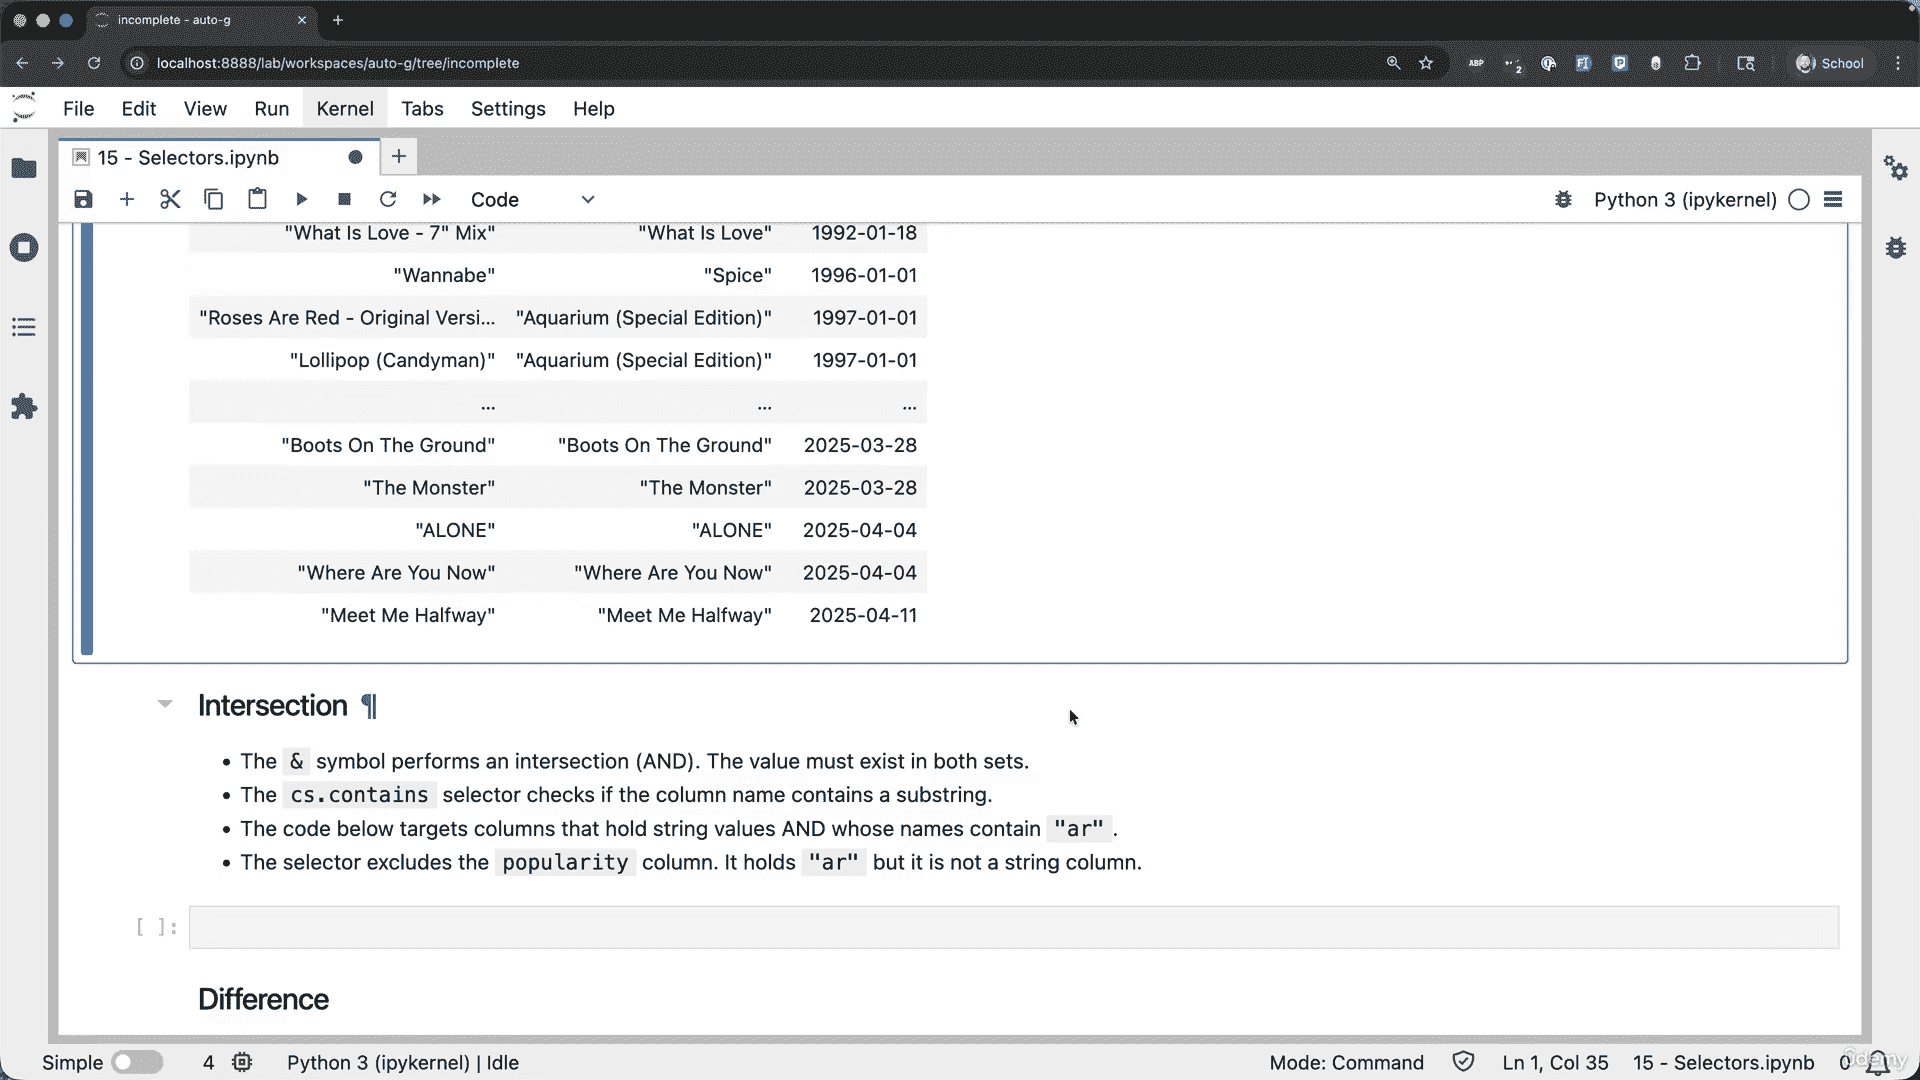 incomplete - auto-g
localhost:8888/lab/workspaces/auto-g/tree/incomplete
ABP
2
School
File Edit View Run Kernel Tabs Settings Help
15 - Selectors.ipynb
Code
Python 3 (ipykernel)
"What Is Love - 7" Mix" "What Is Love" 1992-01-18
"Wannabe" "Spice" 1996-01-01
"Roses Are Red - Original Versi... "Aquarium (Special Edition)" 1997-01-01
"Lollipop (Candyman)" "Aquarium (Special Edition)" 1997-01-01
... ... ...
"Boots On The Ground" "Boots On The Ground" 2025-03-28
"The Monster" "The Monster" 2025-03-28
"ALONE" "ALONE" 2025-04-04
"Where Are You Now" "Where Are You Now" 2025-04-04
"Meet Me Halfway" "Meet Me Halfway" 2025-04-11
Intersection ¶
• The & symbol performs an intersection (AND). The value must exist in both sets.
• The cs.contains selector checks if the column name contains a substring.
• The code below targets columns that hold string values AND whose names contain "ar" .
• The selector excludes the popularity column. It holds "ar" but it is not a string column.
[ ]:
Difference
Simple 4 Python 3 (ipykernel) | Idle Mode: Command Ln 1, Col 35 15 - Selectors.ipynb 0
udemy